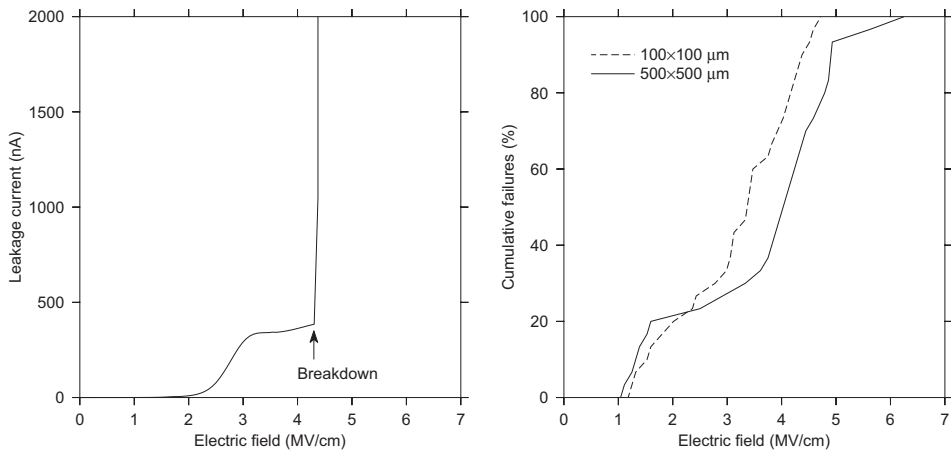 2000
1500
1000
500
0
Leakage current (nA)
Breakdown
0 1 2 3 4 5 6 7
Electric field (MV/cm)
100
80
60
40
20
0
Cumulative failures (%)
100×100 μm
500×500 μm
0 1 2 3 4 5 6 7
Electric field (MV/cm)